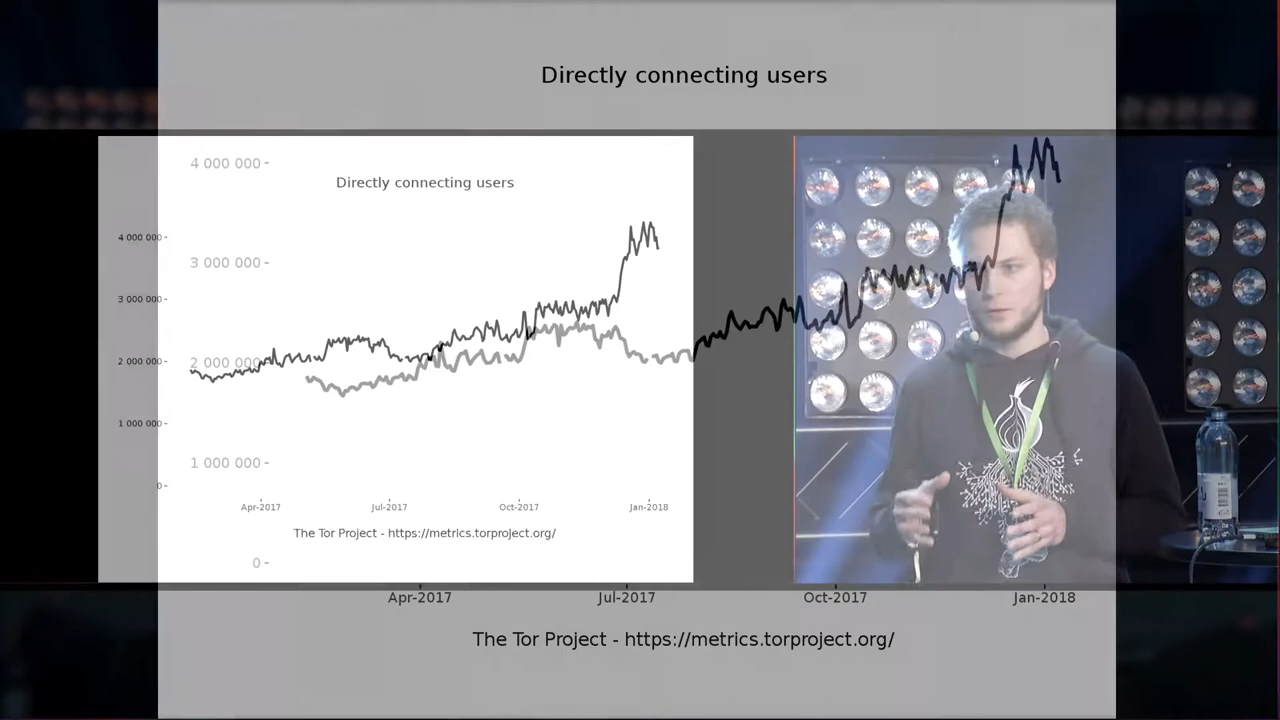 Directly connecting users
4 000 000
3 000 000
2 000 000
1 000 000
0
Apr-2017
Jul-2017
Oct-2017
Jan-2018
The Tor Project - https://metrics.torproject.org/
Directly connecting users
4 000 000
3 000 000
2 000 000
1 000 000
0
Apr-2017
Jul-2017
Oct-2017
Jan-2018
The Tor Project - https://metrics.torproject.org/